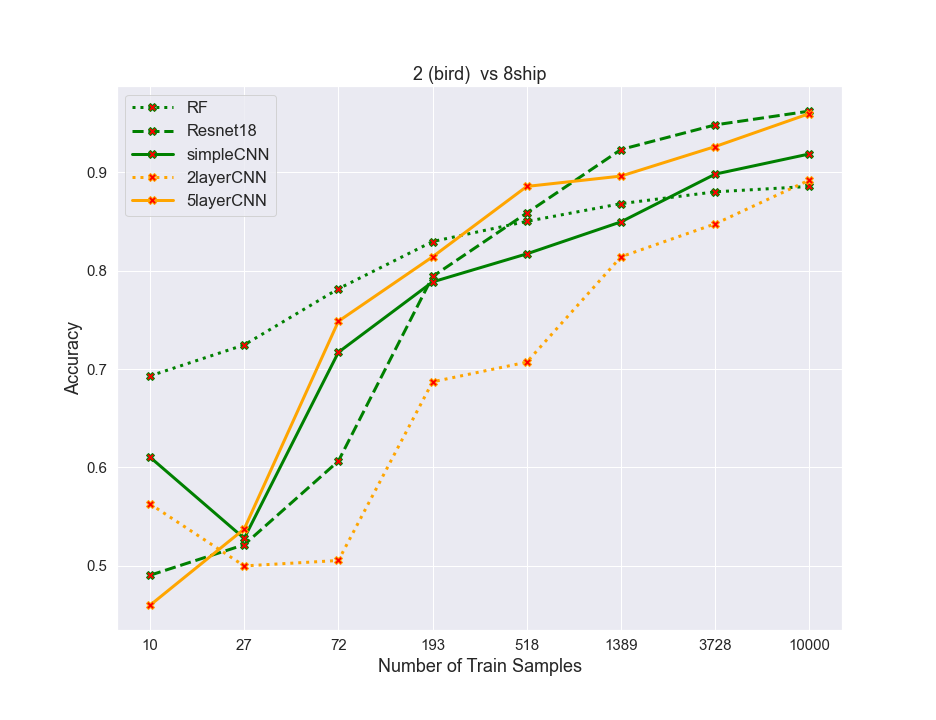 2 (bird)  vs 8ship
RF
Resnet18
simpleCNN
2layerCNN
5layerCNN
0.9
0.8
0.7
0.6
0.5
Accuracy
10 27 72 193 518 1389 3728 10000
Number of Train Samples